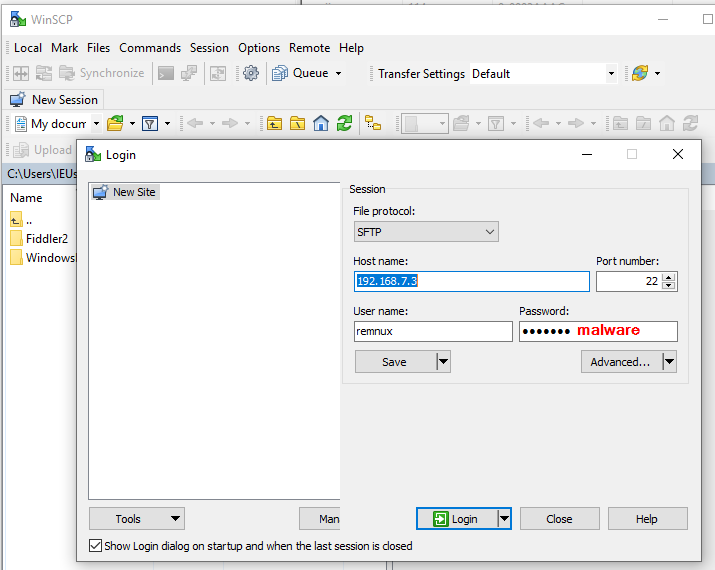 WinSCP
Local Mark Files Commands Session Options Remote Help
Synchronize Queue Transfer Settings Default
New Session
My docum
Upload
C:\Users\IEUs
Name
..
Fiddler2
Windows
Login
New Site
Session
File protocol:
SFTP
Host name: Port number:
192.168.7.3 22
User name: Password:
remnux ●●●●●●● malware
Save Advanced...
Tools Man Login Close Help
Show Login dialog on startup and when the last session is closed